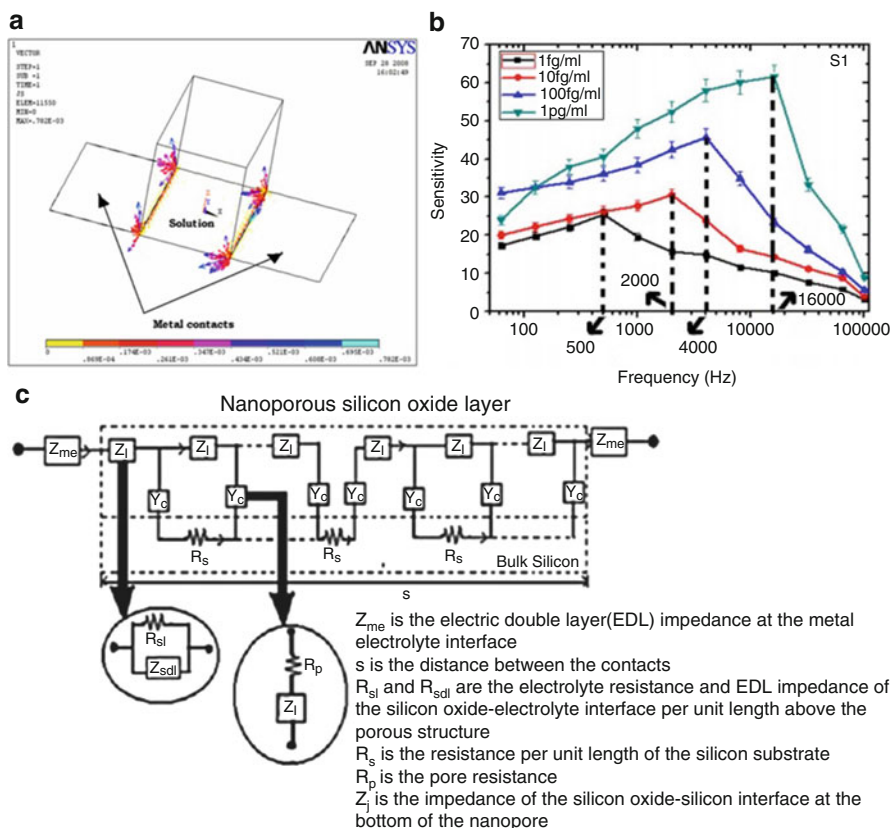 a
1
VECTOR
STEP=1
SUB =1
TIME=1
JS
ELEM=11550
MIN=0
MAX=.782E-03
ANSYS
SEP 28 2008
16:02:49
Solution
Metal contacts
0
.869E-04
.174E-03
.261E-03
.347E-03
.434E-03
.521E-03
.608E-03
.695E-03
.782E-03
b
S1
1fg/ml
10fg/ml
100fg/ml
1pg/ml
Sensitivity
70
60
50
40
30
20
10
0
100
1000
10000
100000
500
2000
4000
16000
Frequency (Hz)
c
Nanoporous silicon oxide layer
Zme Zl Zl Zl Zl Zl Zl Zme
Yc Yc Yc Yc Yc Yc Yc
Rs Rs Rs
Bulk Silicon
s
Rsl
Zsdl
Rp
Zl
Zme is the electric double layer(EDL) impedance at the metal
electrolyte interface
s is the distance between the contacts
Rsl and Rsdl are the electrolyte resistance and EDL impedance of
the silicon oxide-electrolyte interface per unit length above the
porous structure
Rs is the resistance per unit length of the silicon substrate
Rp is the pore resistance
Zj is the impedance of the silicon oxide-silicon interface at the
bottom of the nanopore